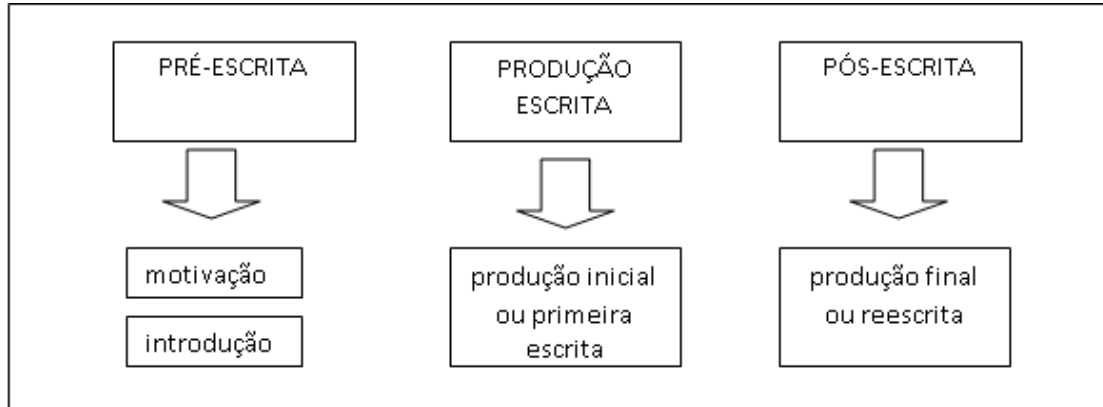 PRÉ-ESCRITA
PRODUÇÃO
ESCRITA
PÓS-ESCRITA
motivação
introdução
produção inicial
ou primeira
escrita
produção final
ou reescrita